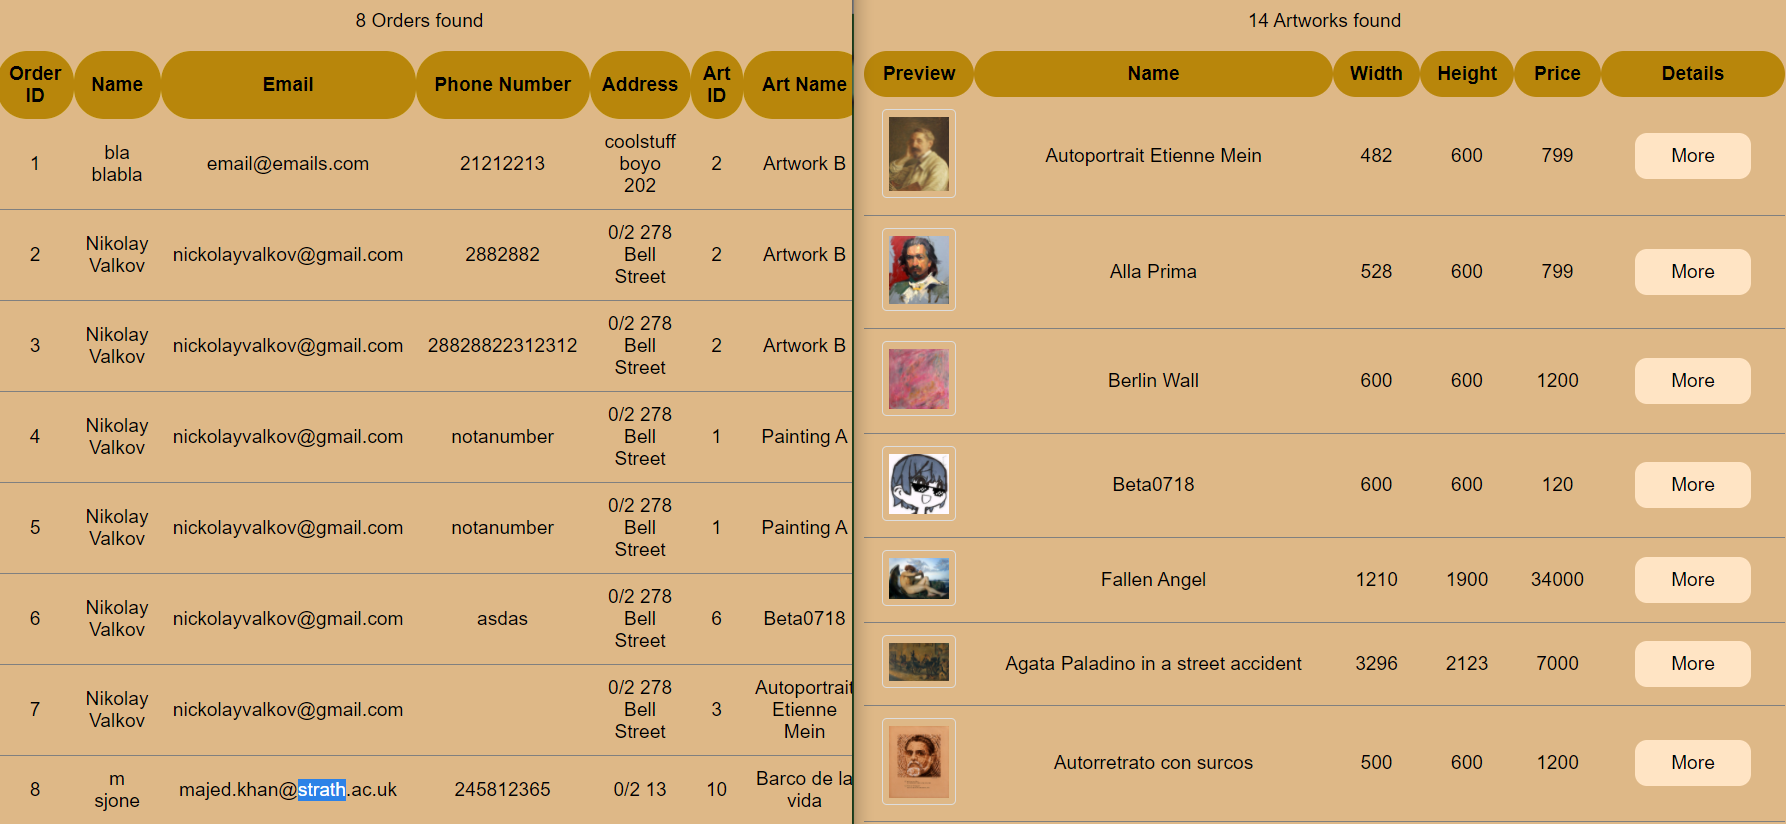 8 Orders found
Order ID Name Email Phone Number Address Art ID Art Name
1 bla blabla email@emails.com 21212213 coolstuff boyo 202 2 Artwork B
2 Nikolay Valkov nickolayvalkov@gmail.com 2882882 0/2 278 Bell Street 2 Artwork B
3 Nikolay Valkov nickolayvalkov@gmail.com 28828822312312 0/2 278 Bell Street 2 Artwork B
4 Nikolay Valkov nickolayvalkov@gmail.com notanumber 0/2 278 Bell Street 1 Painting A
5 Nikolay Valkov nickolayvalkov@gmail.com notanumber 0/2 278 Bell Street 1 Painting A
6 Nikolay Valkov nickolayvalkov@gmail.com asdas 0/2 278 Bell Street 6 Beta0718
7 Nikolay Valkov nickolayvalkov@gmail.com 0/2 278 Bell Street 3 Autoportrait Etienne Mein
8 m sjone majed.khan@strath.ac.uk 245812365 0/2 13 10 Barco de la vida
14 Artworks found
Preview Name Width Height Price Details
Autoportrait Etienne Mein 482 600 799 More
Alla Prima 528 600 799 More
Berlin Wall 600 600 1200 More
Beta0718 600 600 120 More
Fallen Angel 1210 1900 34000 More
Agata Paladino in a street accident 3296 2123 7000 More
Autorretrato con surcos 500 600 1200 More